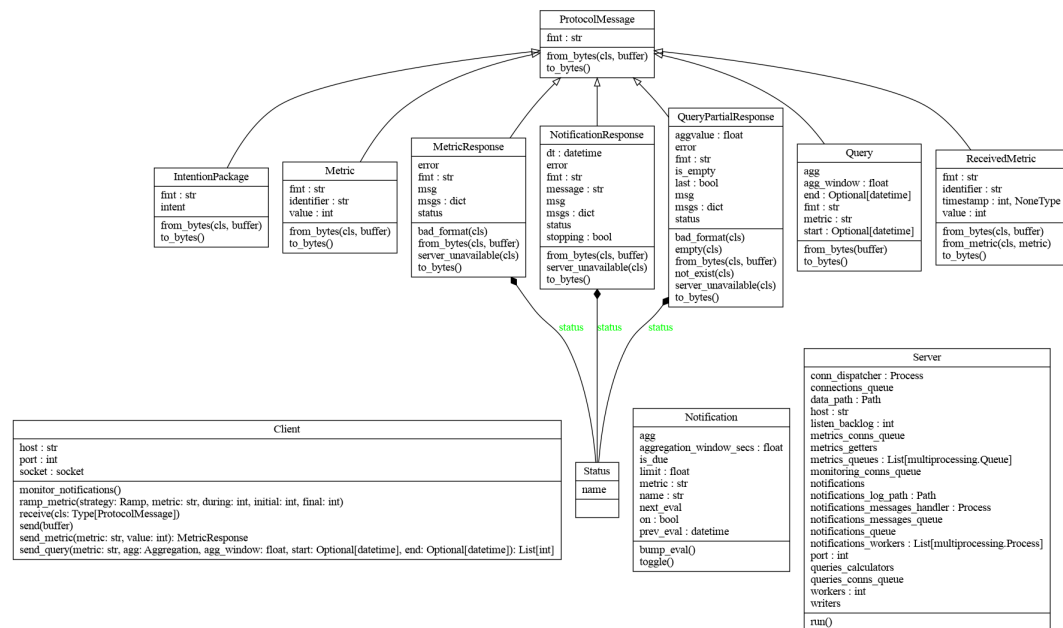 ProtocolMessage
fmt : str
from_bytes(cls, buffer)
to_bytes()
IntentionPackage
fmt : str
intent
from_bytes(cls, buffer)
to_bytes()
Metric
fmt : str
identifier : str
value : int
from_bytes(cls, buffer)
to_bytes()
MetricResponse
error
fmt : str
msg
msgs : dict
status
bad_format(cls)
from_bytes(cls, buffer)
server_unavailable(cls)
to_bytes()
NotificationResponse
dt : datetime
error
fmt : str
message : str
msg
msgs : dict
status
stopping : bool
from_bytes(cls, buffer)
server_unavailable(cls)
to_bytes()
QueryPartialResponse
aggvalue : float
error
fmt : str
is_empty
last : bool
msg
msgs : dict
status
bad_format(cls)
empty(cls)
from_bytes(cls, buffer)
not_exist(cls)
server_unavailable(cls)
to_bytes()
Query
agg
agg_window : float
end : Optional[datetime]
fmt : str
metric : str
start : Optional[datetime]
from_bytes(buffer)
to_bytes()
ReceivedMetric
fmt : str
identifier : str
timestamp : int, NoneType
value : int
from_bytes(cls, buffer)
from_metric(cls, metric)
to_bytes()
status
status
status
Client
host : str
port : int
socket : socket
monitor_notifications()
ramp_metric(strategy: Ramp, metric: str, during: int, initial: int, final: int)
receive(cls: Type[ProtocolMessage])
send(buffer)
send_metric(metric: str, value: int): MetricResponse
send_query(metric: str, agg: Aggregation, agg_window: float, start: Optional[datetime], end: Optional[datetime]): List[int]
Status
name
Notification
agg
aggregation_window_secs : float
is_due
limit : float
metric : str
name : str
next_eval
on : bool
prev_eval : datetime
bump_eval()
toggle()
Server
conn_dispatcher : Process
connections_queue
data_path : Path
host : str
listen_backlog : int
metrics_conns_queue
metrics_getters
metrics_queues : List[multiprocessing.Queue]
monitoring_conns_queue
notifications
notifications_log_path : Path
notifications_messages_handler : Process
notifications_messages_queue
notifications_queue
notifications_workers : List[multiprocessing.Process]
port : int
queries_calculators
queries_conns_queue
workers : int
writers
run()